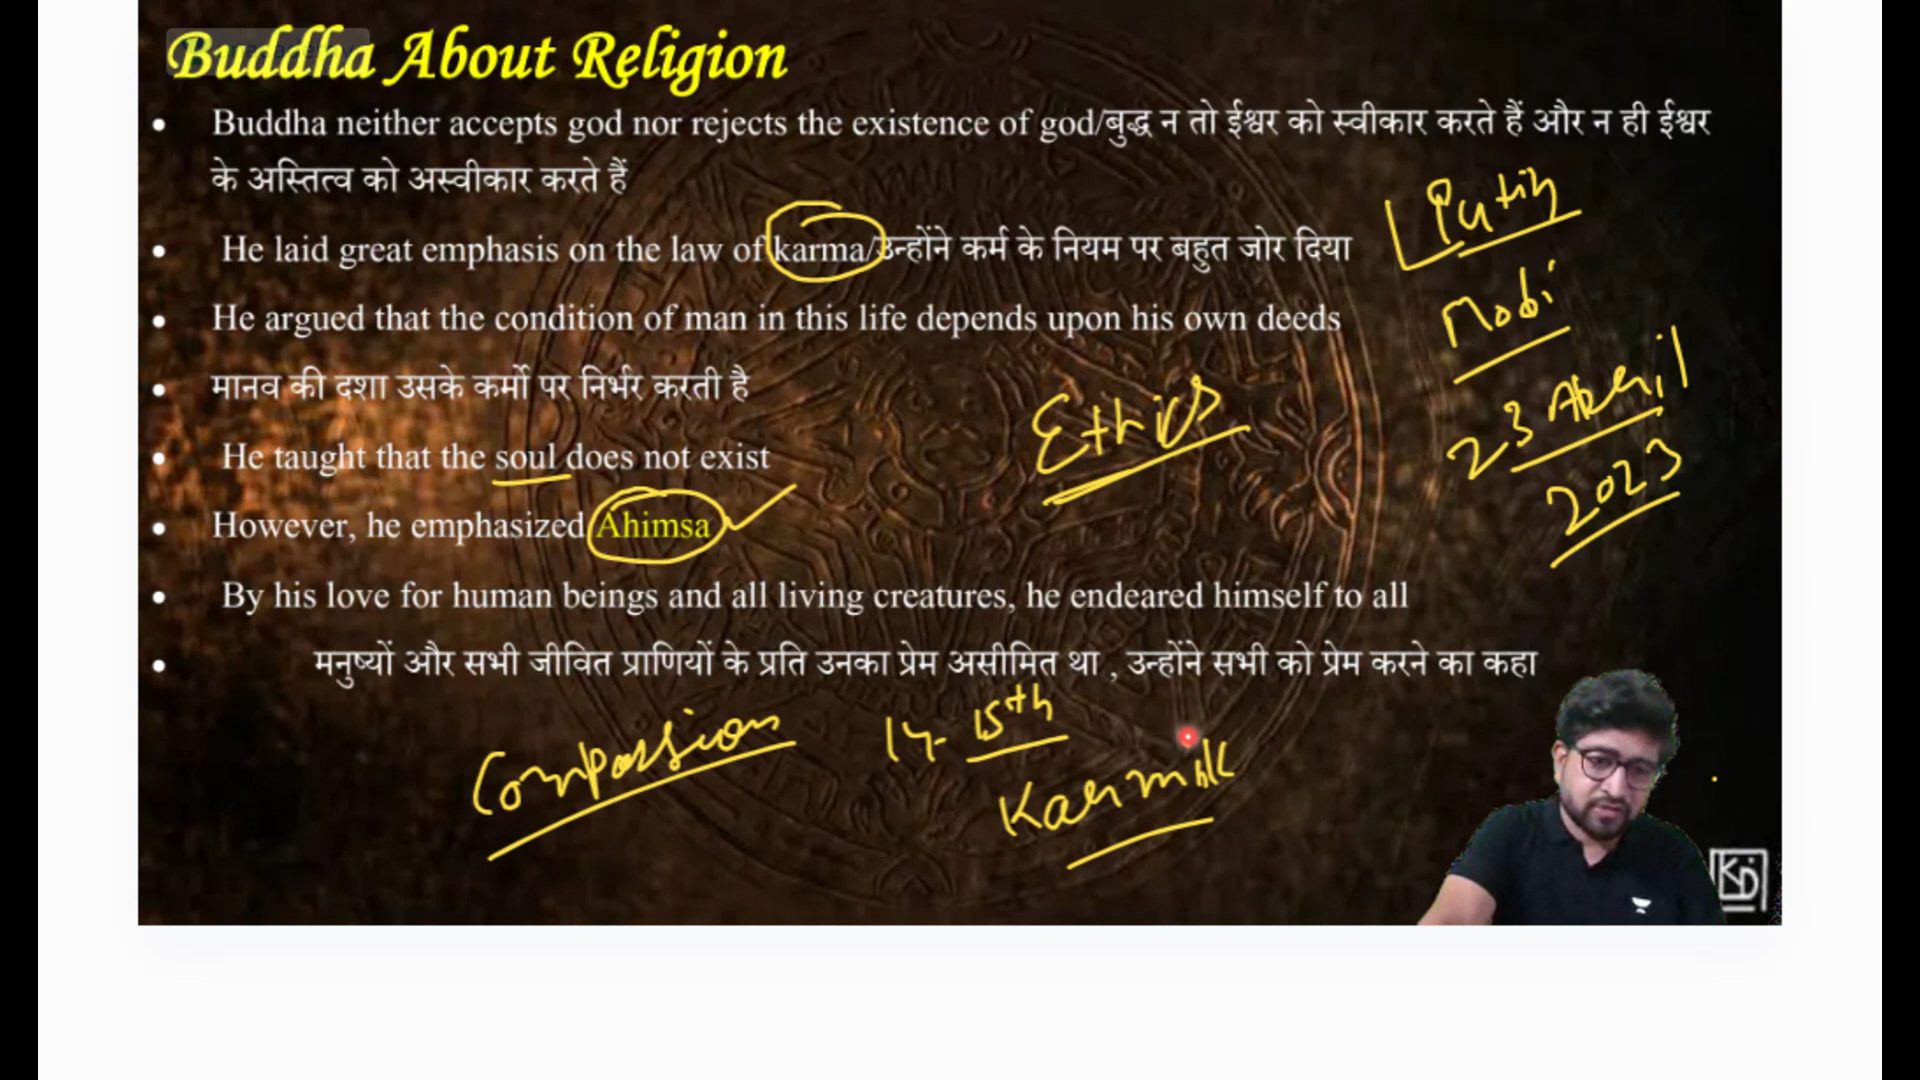 Buddha About Religion
• Buddha neither accepts god nor rejects the existence of god/बुद्ध न तो ईश्वर को स्वीकार करते हैं और न ही ईश्वर
के अस्तित्व को अस्वीकार करते हैं
• He laid great emphasis on the law of karma/उन्होंने कर्म के नियम पर बहुत जोर दिया
• He argued that the condition of man in this life depends upon his own deeds
• मानव की दशा उसके कर्मो पर निर्भर करती है
• He taught that the soul does not exist
• However, he emphasized Ahimsa
• By his love for human beings and all living creatures, he endeared himself to all
• मनुष्यों और सभी जीवित प्राणियों के प्रति उनका प्रेम असीमित था , उन्होंने सभी को प्रेम करने का कहा
Putin
Modi
23 April
2023
Ethics
Compassion
14-15th
KD